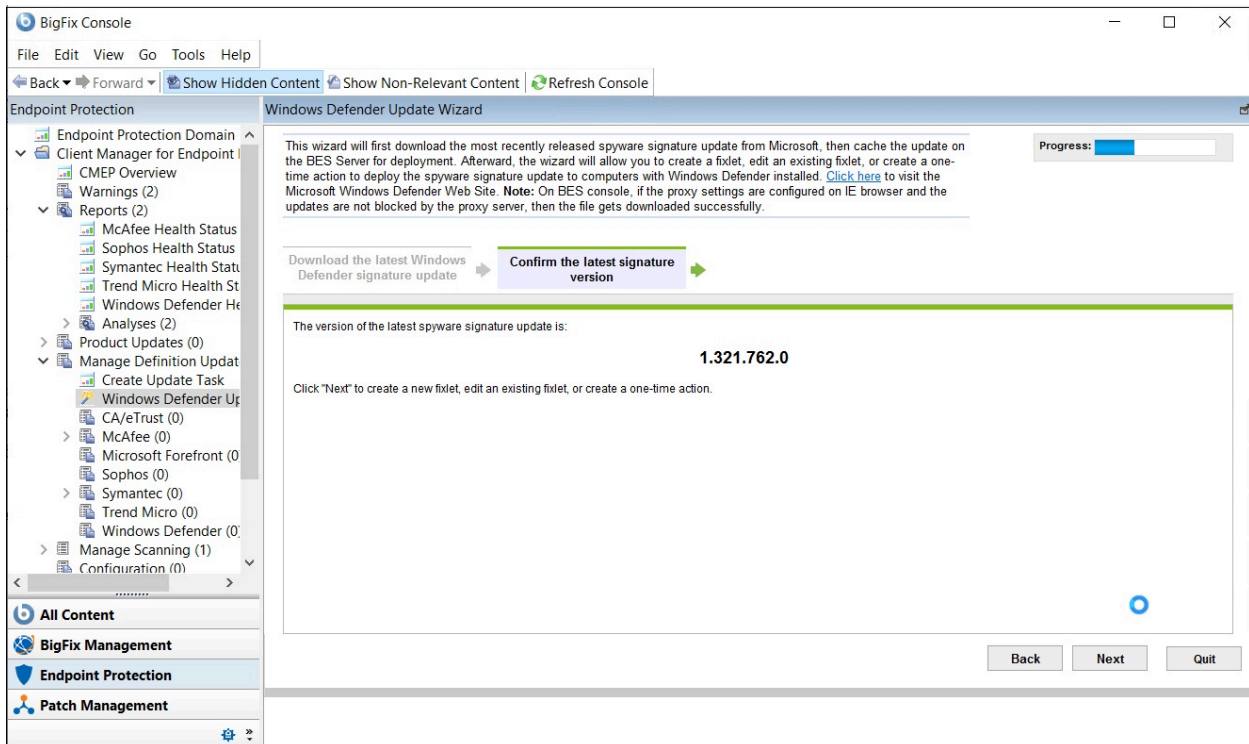 BigFix Console
File Edit View Go Tools Help
Back Forward Show Hidden Content Show Non-Relevant Content Refresh Console
Endpoint Protection
Endpoint Protection Domain
Client Manager for Endpoint
CMEP Overview
Warnings (2)
Reports (2)
McAfee Health Status
Sophos Health Status
Symantec Health Statu
Trend Micro Health St
Windows Defender He
Analyses (2)
Product Updates (0)
Manage Definition Updat
Create Update Task
Windows Defender Up
CA/eTrust (0)
McAfee (0)
Microsoft Forefront (0
Sophos (0)
Symantec (0)
Trend Micro (0)
Windows Defender (0)
Manage Scanning (1)
Configuration (0)
All Content
BigFix Management
Endpoint Protection
Patch Management
Windows Defender Update Wizard
This wizard will first download the most recently released spyware signature update from Microsoft, then cache the update on
the BES Server for deployment. Afterward, the wizard will allow you to create a fixlet, edit an existing fixlet, or create a one-
time action to deploy the spyware signature update to computers with Windows Defender installed. Click here to visit the
Microsoft Windows Defender Web Site. Note: On BES console, if the proxy settings are configured on IE browser and the
updates are not blocked by the proxy server, then the file gets downloaded successfully.
Progress:
Download the latest Windows
Defender signature update
Confirm the latest signature
version
The version of the latest spyware signature update is:
1.321.762.0
Click "Next" to create a new fixlet, edit an existing fixlet, or create a one-time action.
Back Next Quit